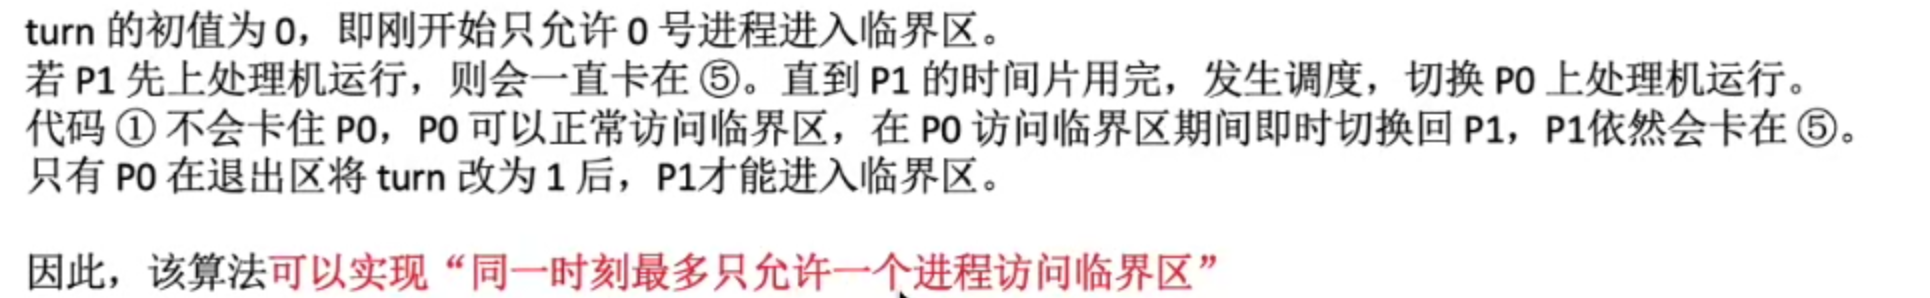 turn 的初值为 0，即刚开始只允许 0 号进程进入临界区。
若 P1 先上处理机运行，则会一直卡在 ⑤。直到 P1 的时间片用完，发生调度，切换 P0 上处理机运行。
代码 ① 不会卡住 P0，P0 可以正常访问临界区，在 P0 访问临界区期间即时切换回 P1，P1依然会卡在 ⑤。
只有 P0 在退出区将 turn 改为 1 后，P1才能进入临界区。
因此，该算法可以实现“同一时刻最多只允许一个进程访问临界区”